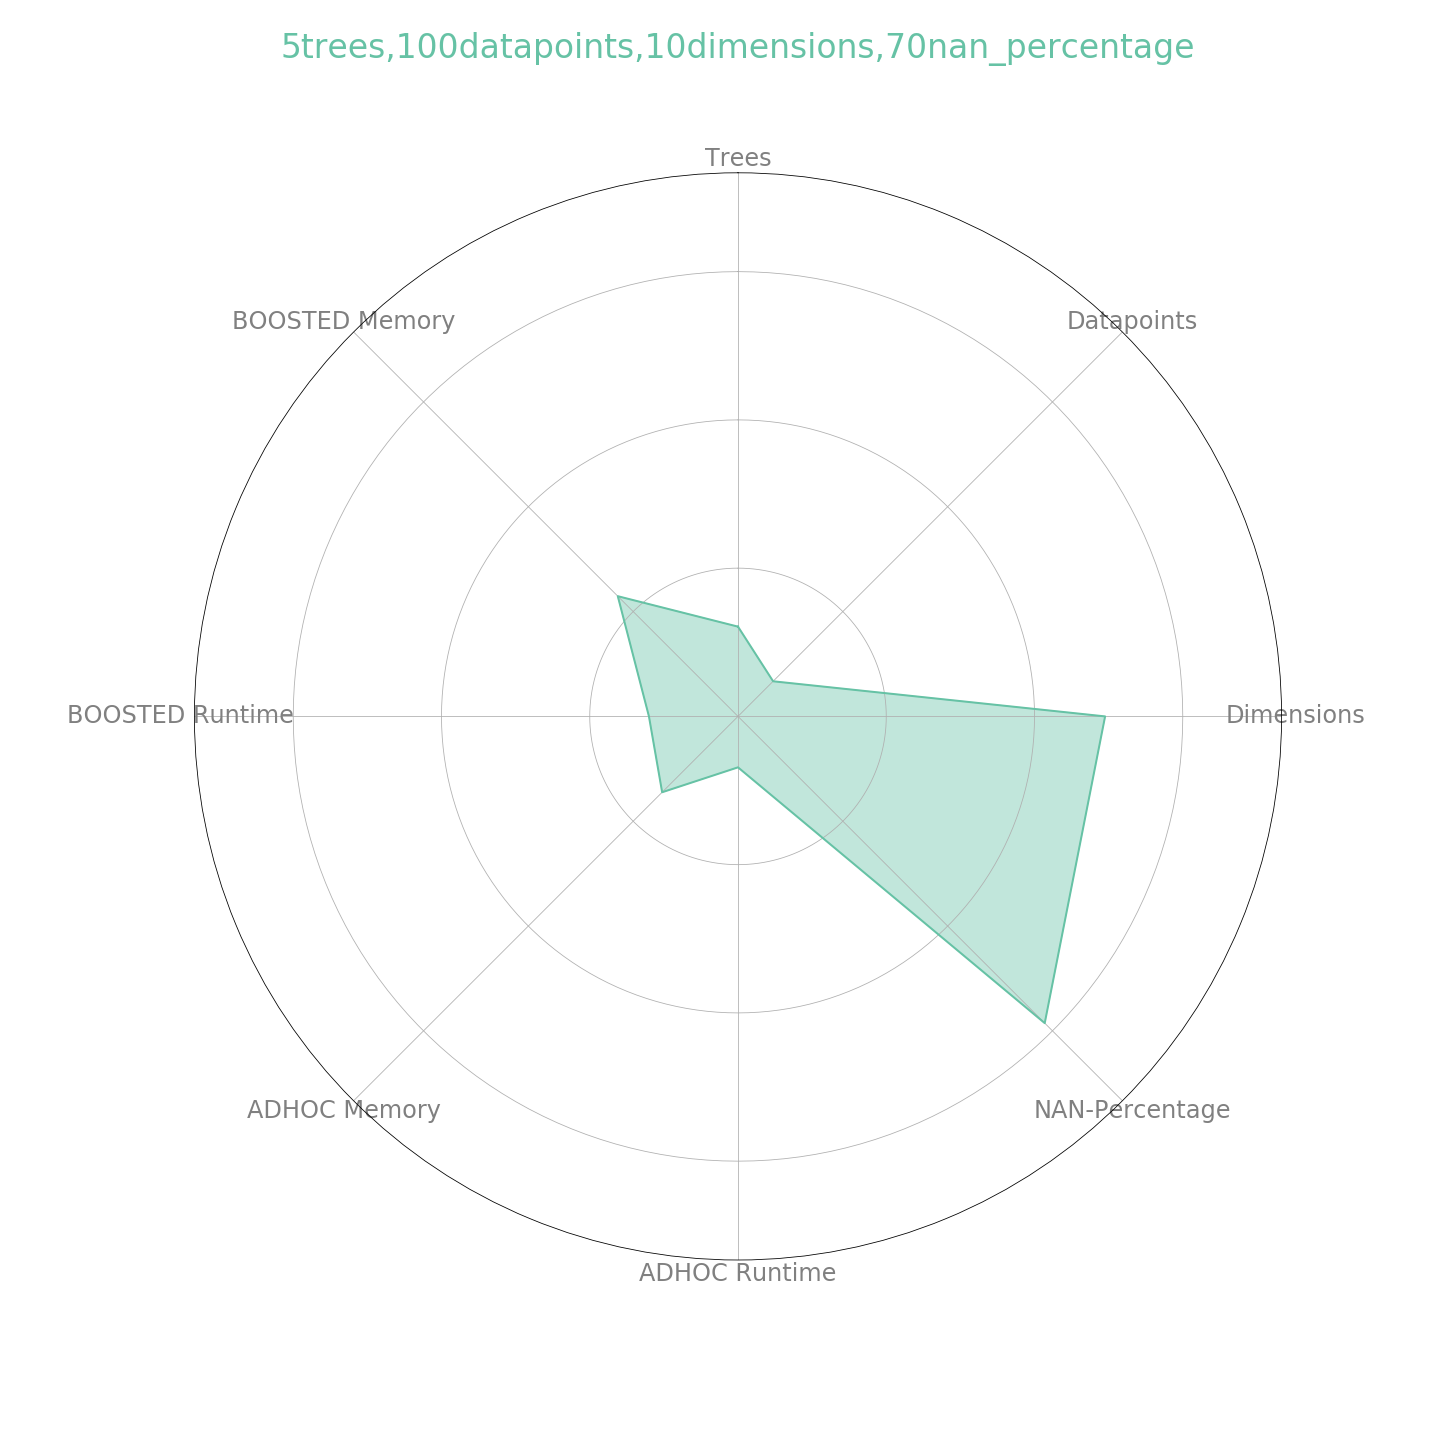 5trees,100datapoints,10dimensions,70nan_percentage
Trees
BOOSTED Memory
Datapoints
BOOSTED Runtime
Dimensions
ADHOC Memory
NAN-Percentage
ADHOC Runtime